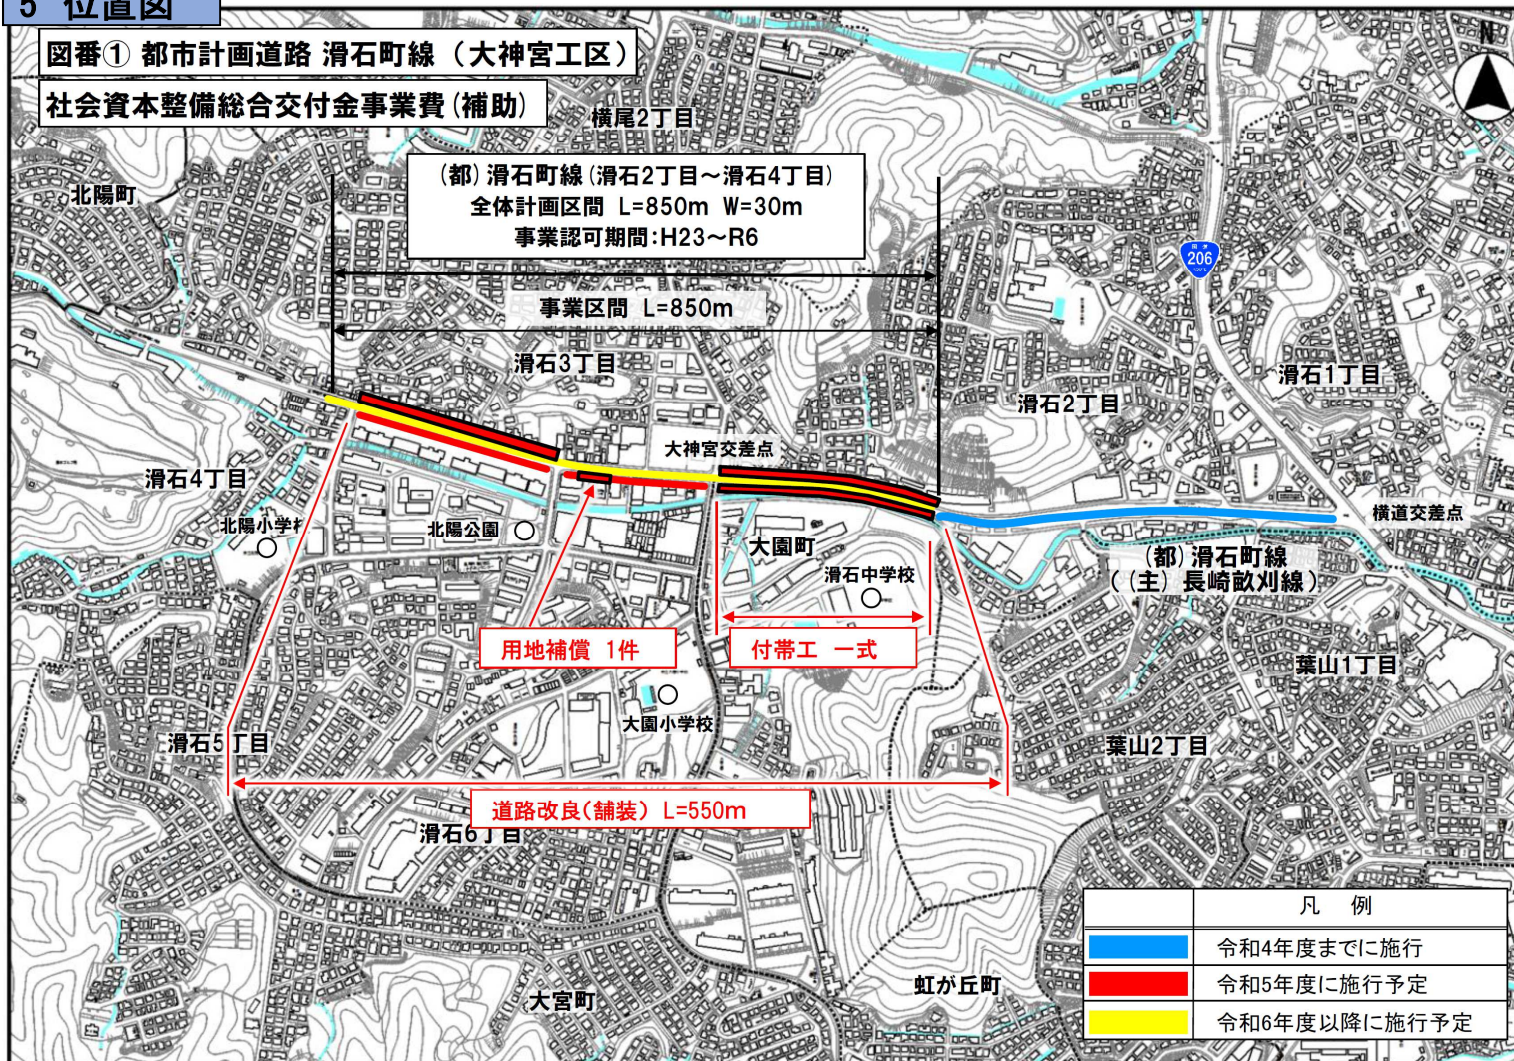 5 位置図
図番① 都市計画道路 滑石町線 （大神宮工区）
社会資本整備総合交付金事業費(補助)
N
横尾2丁目
北陽町
(都)滑石町線(滑石2丁目～滑石4丁目)
全体計画区間 L=850m W=30m
事業認可期間:H23～R6
206
事業区間 L=850m
滑石3丁目
滑石1丁目
滑石2丁目
大神宮交差点
滑石4丁目
北陽小学校
北陽公園
横道交差点
大園町
(都)滑石町線
((主) 長崎畝刈線)
滑石中学校
用地補償 1件
付帯工 一式
葉山1丁目
大園小学校
滑石5丁目
葉山2丁目
道路改良(舗装) L=550m
滑石6丁目
凡 例
令和4年度までに施行
令和5年度に施行予定
令和6年度以降に施行予定
虹が丘町
大宮町